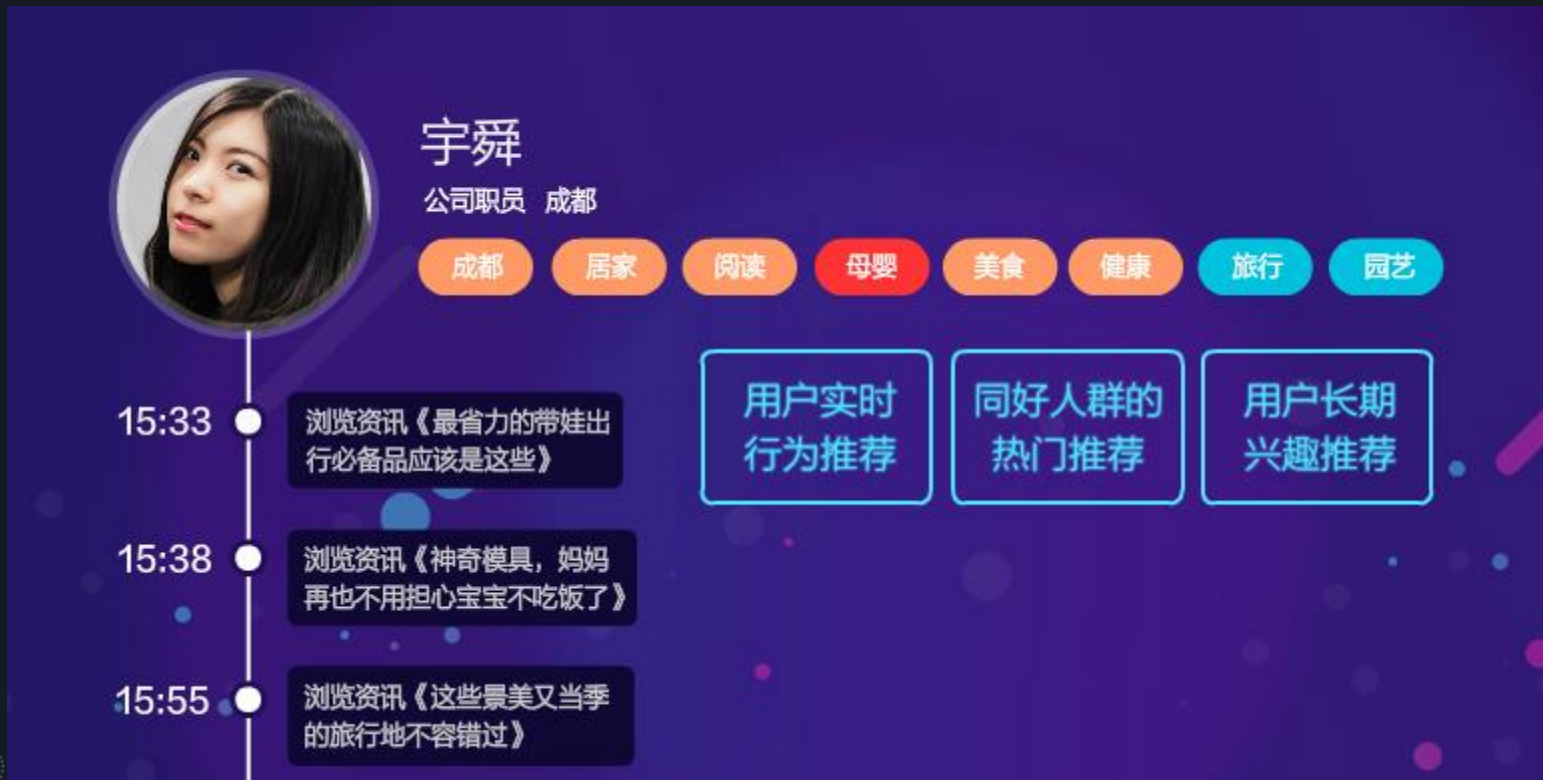 宇舜
公司职员 成都
成都 居家 阅读 母婴 美食 健康 旅行 园艺
用户实时
行为推荐
同好人群的
热门推荐
用户长期
兴趣推荐
15:33
浏览资讯《最省力的带娃出
行必备品应该是这些》
15:38
浏览资讯《神奇模具，妈妈
再也不用担心宝宝不吃饭了》
15:55
浏览资讯《这些景美又当季
的旅行地不容错过》